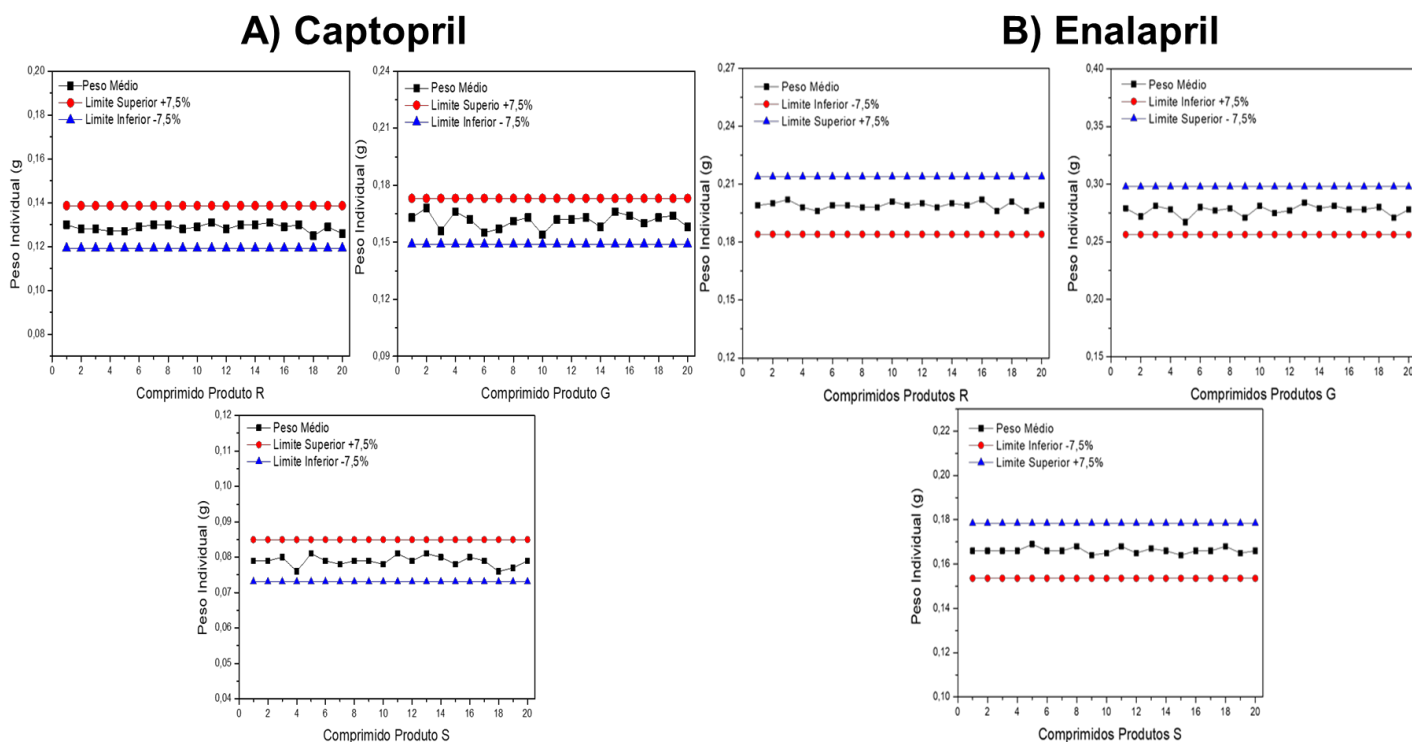 A) Captopril
B) Enalapril
Peso Individual (g
0,20
0,18
0,16
0,14
0,12
0,10
0,08
Peso Médio
Limite Superior +7,5%
Limite Inferior -7,5%
0 2 4 6 8 10 12 14 16 18 20
Comprimido Produto R
Peso Individual (g)
0,24
0,21
0,18
0,15
0,12
0,09
Peso Médio
Limite Superio +7,5%
Limite Inferior - 7,5%
0 2 4 6 8 10 12 14 16 18 20
Comprimido Produto G
Peso Individual (g)
0,27
0,24
0,21
0,18
0,15
0,12
Peso Médio
Limite Inferior -7,5%
Limite Superior +7,5%
0 2 4 6 8 10 12 14 16 18 20
Comprimidos Produtos R
Peso Individual (g)
0,40
0,35
0,30
0,25
0,20
0,15
Peso Médio
Limite Inferior +7,5%
Limite Superior - 7,5%
0 2 4 6 8 10 12 14 16 18 20
Comprimidos Produtos G
Peso Individual (g)
0,12
0,11
0,10
0,09
0,08
0,07
0,06
0,05
0,04
Peso Médio
Limite Superior +7,5%
Limite Inferior -7,5%
0 2 4 6 8 10 12 14 16 18 20
Comprimido Produto S
Peso Individual (g)
0,22
0,20
0,18
0,16
0,14
0,12
0,10
Peso Médio
Limite Inferior -7,5%
Limite Superior +7,5%
0 2 4 6 8 10 12 14 16 18 20
Comprimidos Produtos S